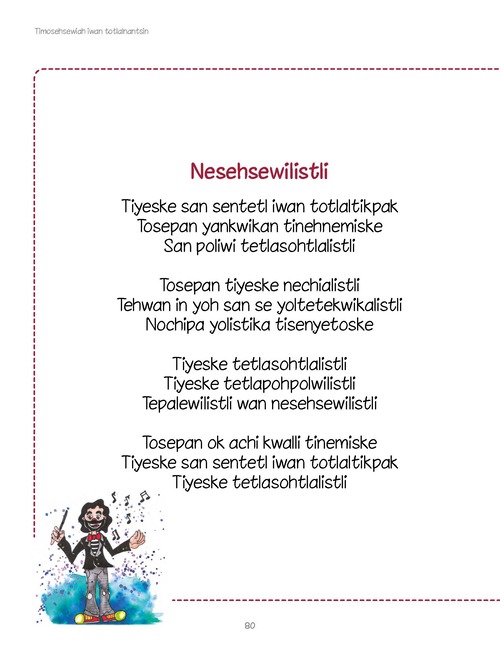 Timosehsewiah iwan totlalnantsin
Nesehsewilistli
Tiyeske san sentetl iwan totlaltikpak
Tosepan yankwikan tinehnemiske
San poliwi tetlasohtlalistli
Tosepan tiyeske nechialistli
Tehwan in yoh san se yoltetekwikalistli
Nochipa yolistika tisenyetoske
Tiyeske tetlasohtlalistli
Tiyeske tetlapohpolwilistli
Tepalewilistli wan nesehsewilistli
Tosepan ok achi kwalli tinemiske
Tiyeske san sentetl iwan totlaltikpak
Tiyeske tetlasohtlalistli
80